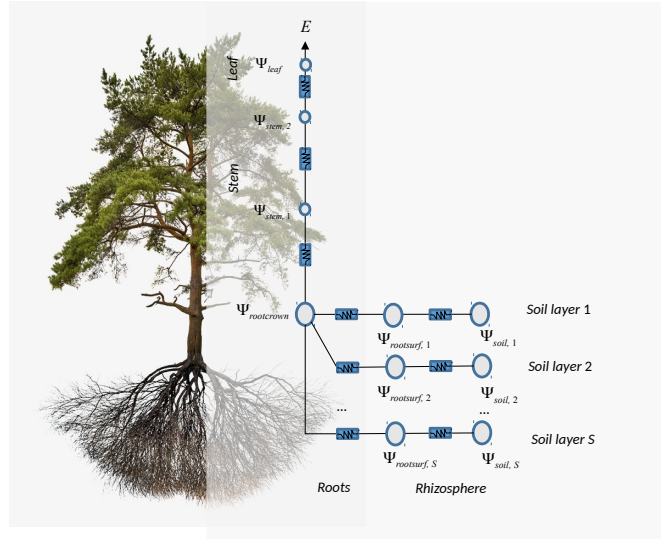 E
Leaf
Ψleaf
Ψstem, 2
Stem
Ψstem, 1
Ψrootcrown
Soil layer 1
Ψrootsurf, 1
Ψsoil, 1
Soil layer 2
Ψrootsurf, 2
Ψsoil, 2
...
...
Soil layer S
Ψrootsurf, S
Ψsoil, S
Roots
Rhizosphere